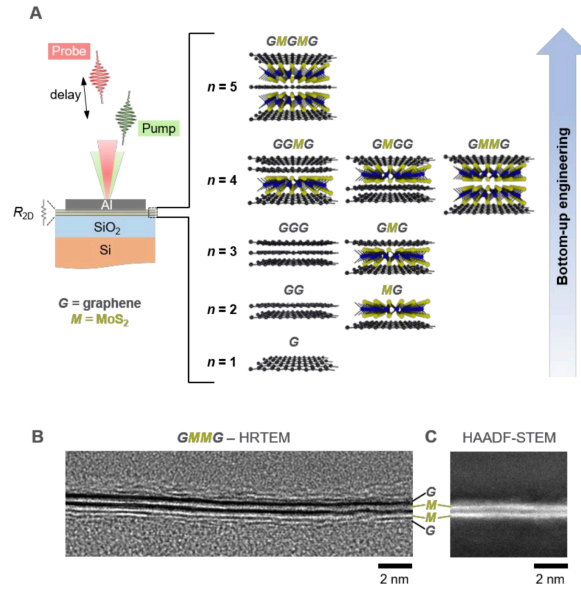 A
Probe
delay
Pump
Al
R2D
SiO2
Si
G = graphene
M = MoS2
GMGMG
n = 5
GGMG GMGG GMMG
n = 4
GGG GMG
n = 3
GG MG
n = 2
G
n = 1
Bottom-up engineering
B GMMG – HRTEM
C HAADF-STEM
G
M
M
G
2 nm 2 nm